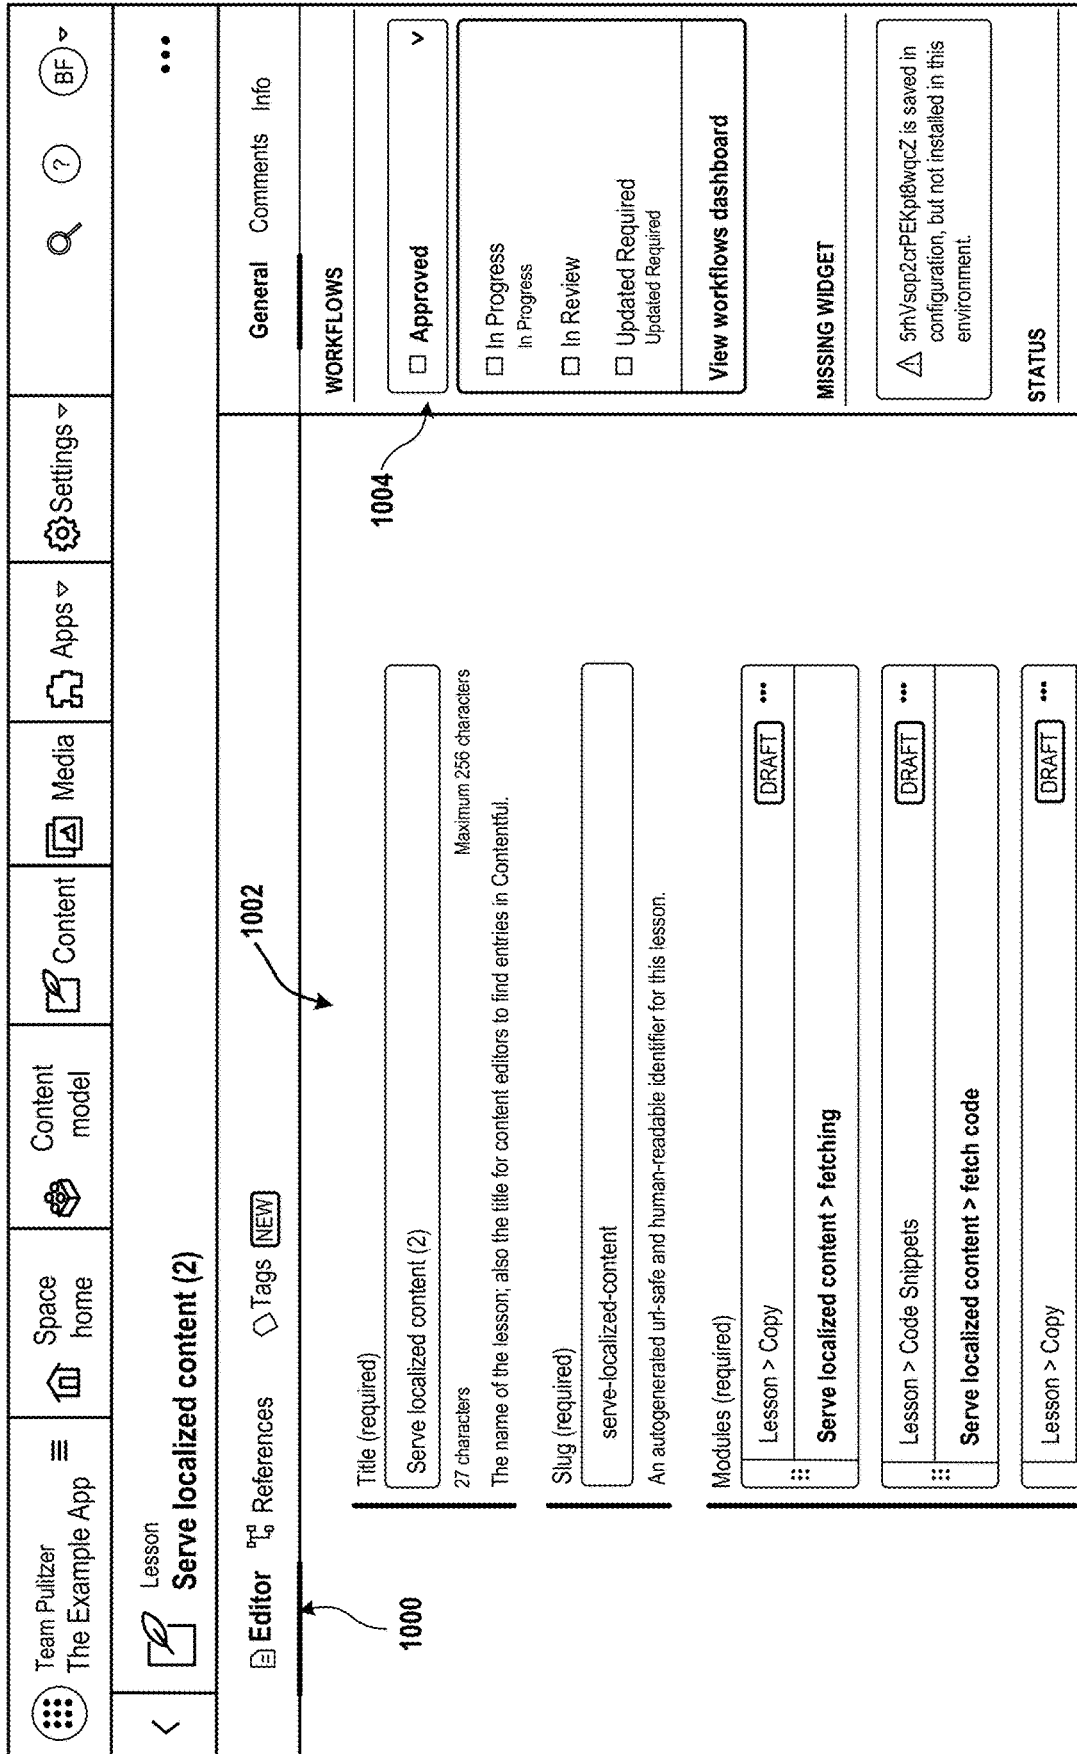 Team Pulitzer
The Example App
Space
home
Content
model
Content
Media
Apps
Settings
?
BF
Lesson
Serve localized content (2)
Editor
References
Tags
NEW
General
Comments
Info
1000
1002
1004
Title (required)
Serve localized content (2)
27 characters
Maximum 256 characters
The name of the lesson; also the title for content editors to find entries in Contentful.
Slug (required)
serve-localized-content
An autogenerated url-safe and human-readable identifier for this lesson.
Modules (required)
Lesson > Copy
DRAFT
Serve localized content > fetching
Lesson > Code Snippets
DRAFT
Serve localized content > fetch code
Lesson > Copy
DRAFT
WORKFLOWS
Approved
In Progress
In Progress
In Review
Updated Required
Updated Required
View workflows dashboard
MISSING WIDGET
5rhVsop2crPEKpt8wqcZ is saved in
configuration, but not installed in this
environment.
STATUS